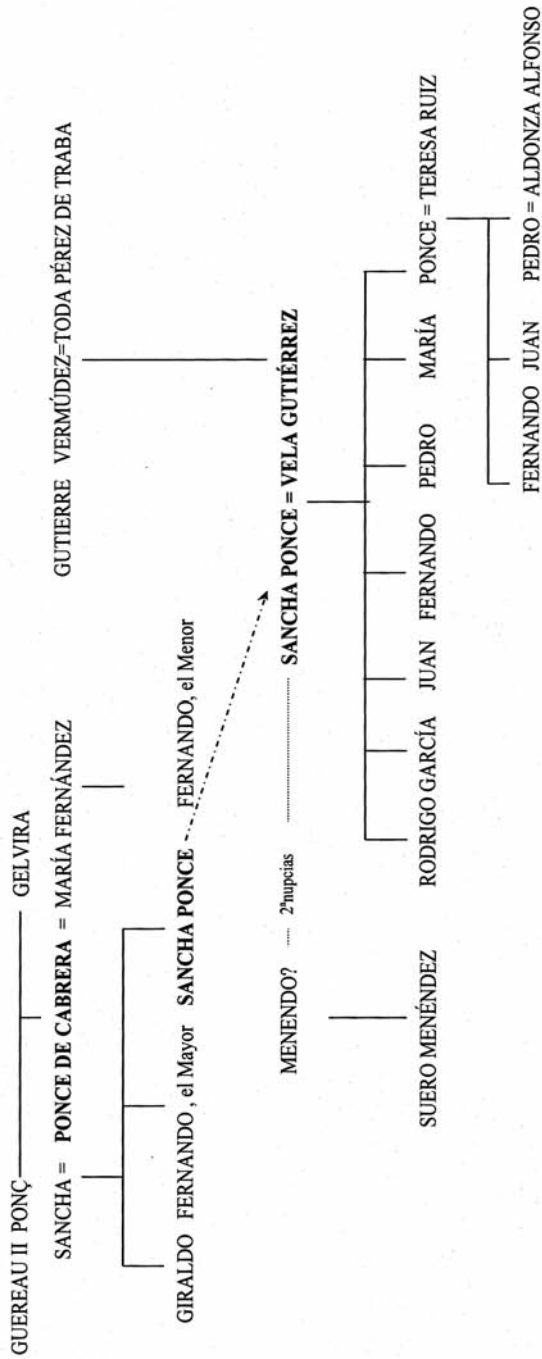 GUEREAU II PONÇ GELVIRA
GUTIERRE VERMÚDEZ=TODA PÉREZ DE TRABA
SANCHA = PONCE DE CABRERA = MARÍA FERNÁNDEZ
GIRALDO FERNANDO , el Mayor SANCHA PONCE FERNANDO, el Menor
MENENDO? 2ªnupcias SANCHA PONCE = VELA GUTIÉRREZ
SUERO MENÉNDEZ RODRIGO GARCÍA JUAN FERNANDO PEDRO MARÍA PONCE = TERESA RUIZ
FERNANDO JUAN PEDRO = ALDONZA ALFONSO